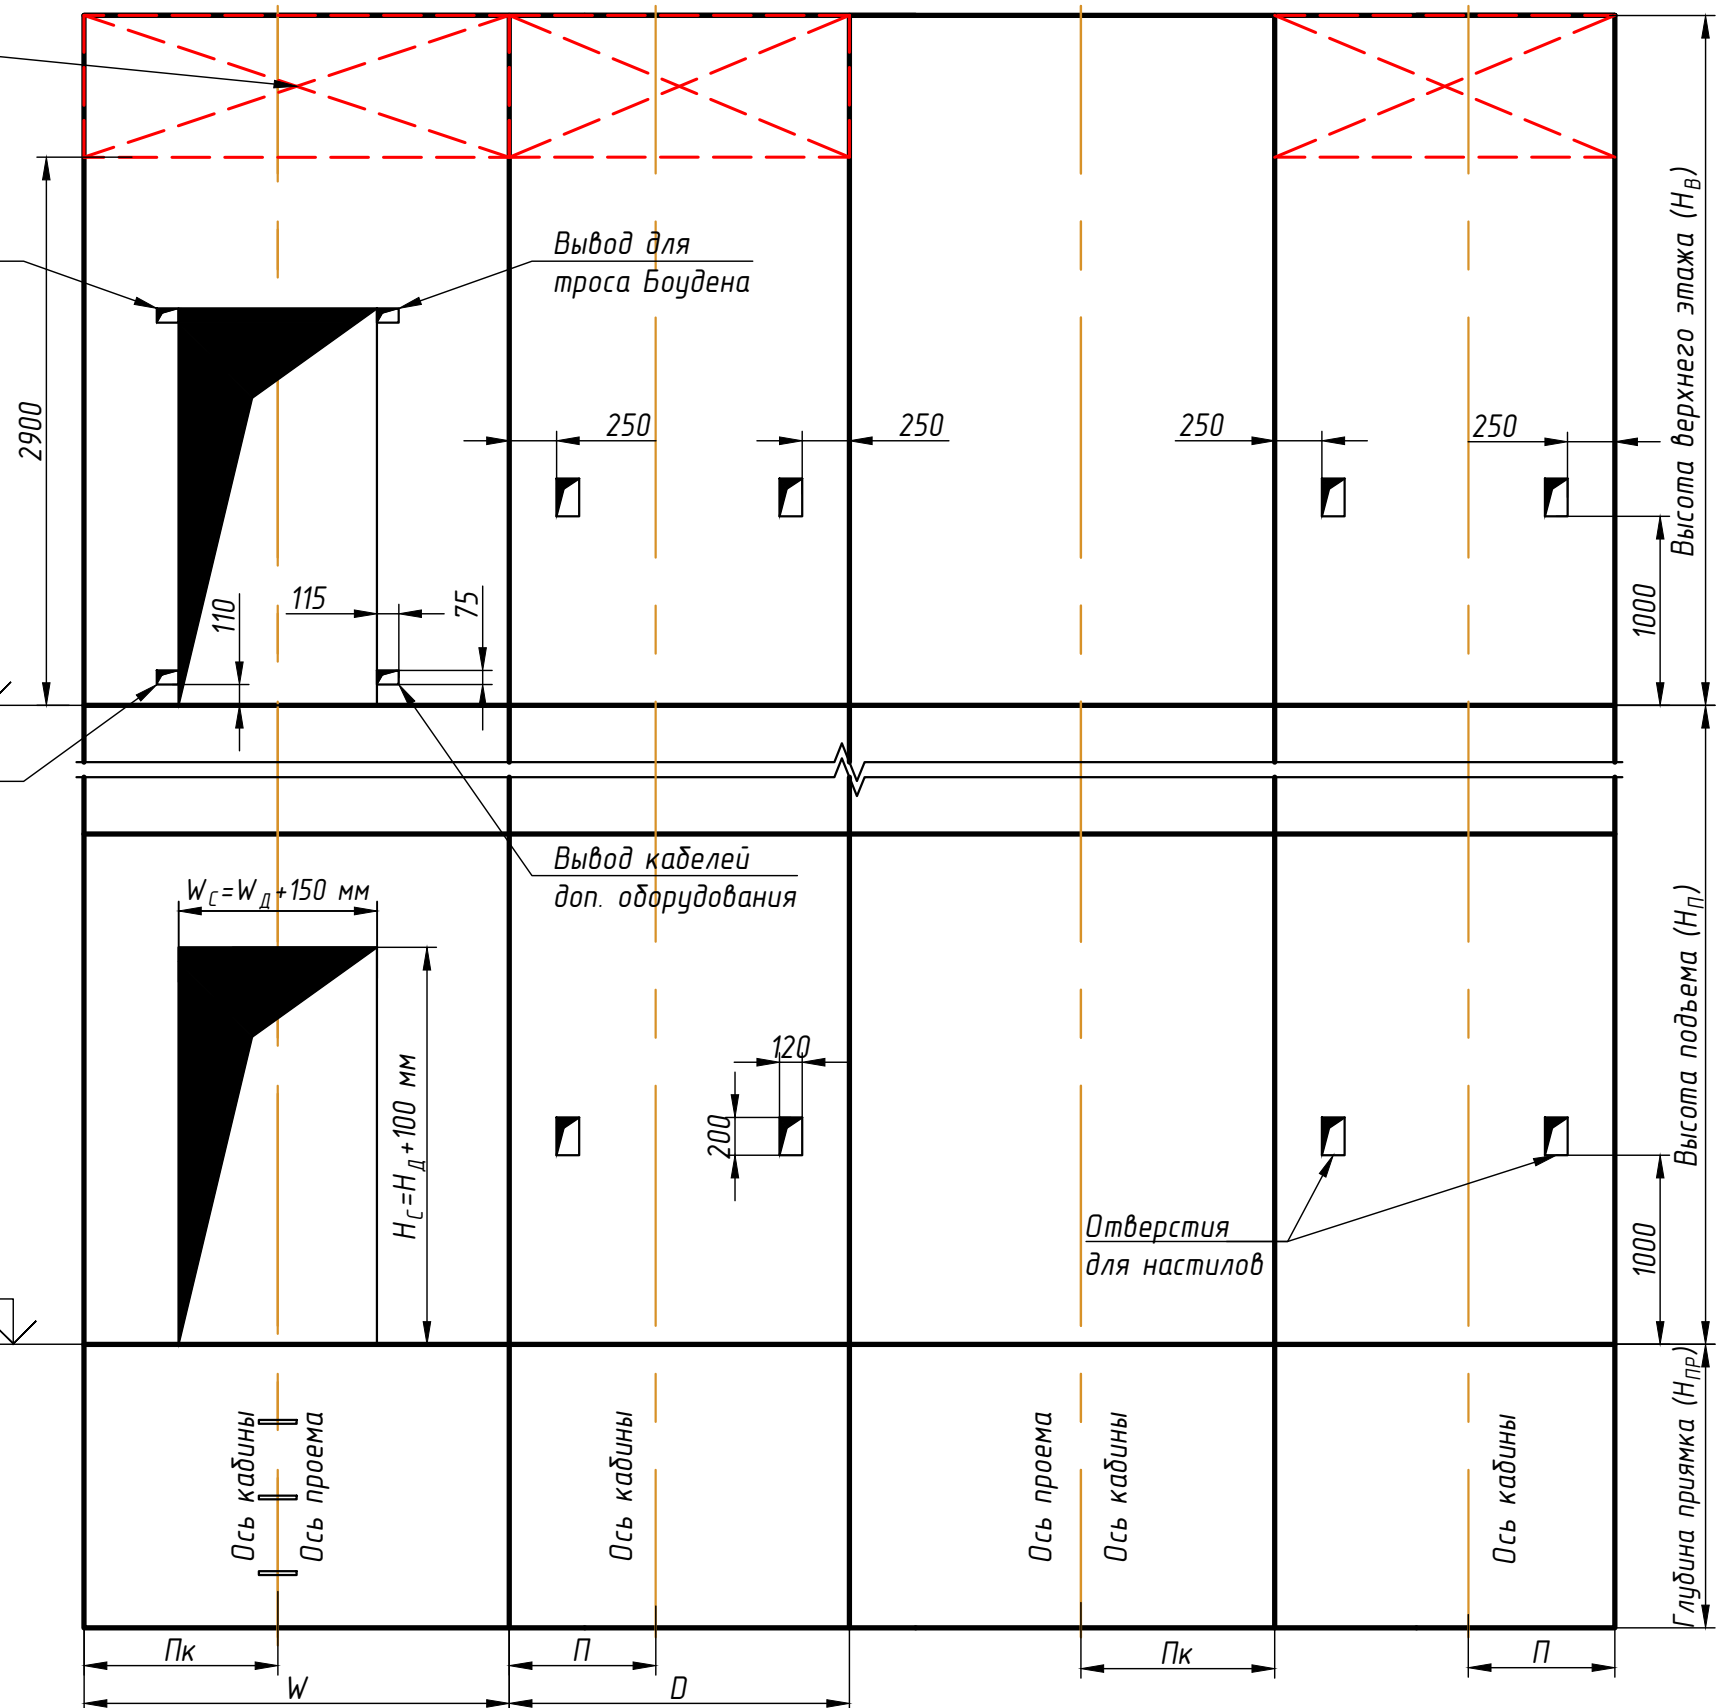 Вывод для
троса Боудена
Высота верхнего этажа (HВ)
2900
250
250
250
250
110
115
75
1000
Вывод кабелей
доп. оборудования
WС=WД+150 мм
HС=HД+100 мм
120
200
Высота подъема (HП)
Отверстия
для настилов
1000
Глубина приямка (HПР)
Ось кабины
Ось проема
Ось кабины
Ось проема
Ось кабины
Ось кабины
Пк
П
Пк
П
W
D